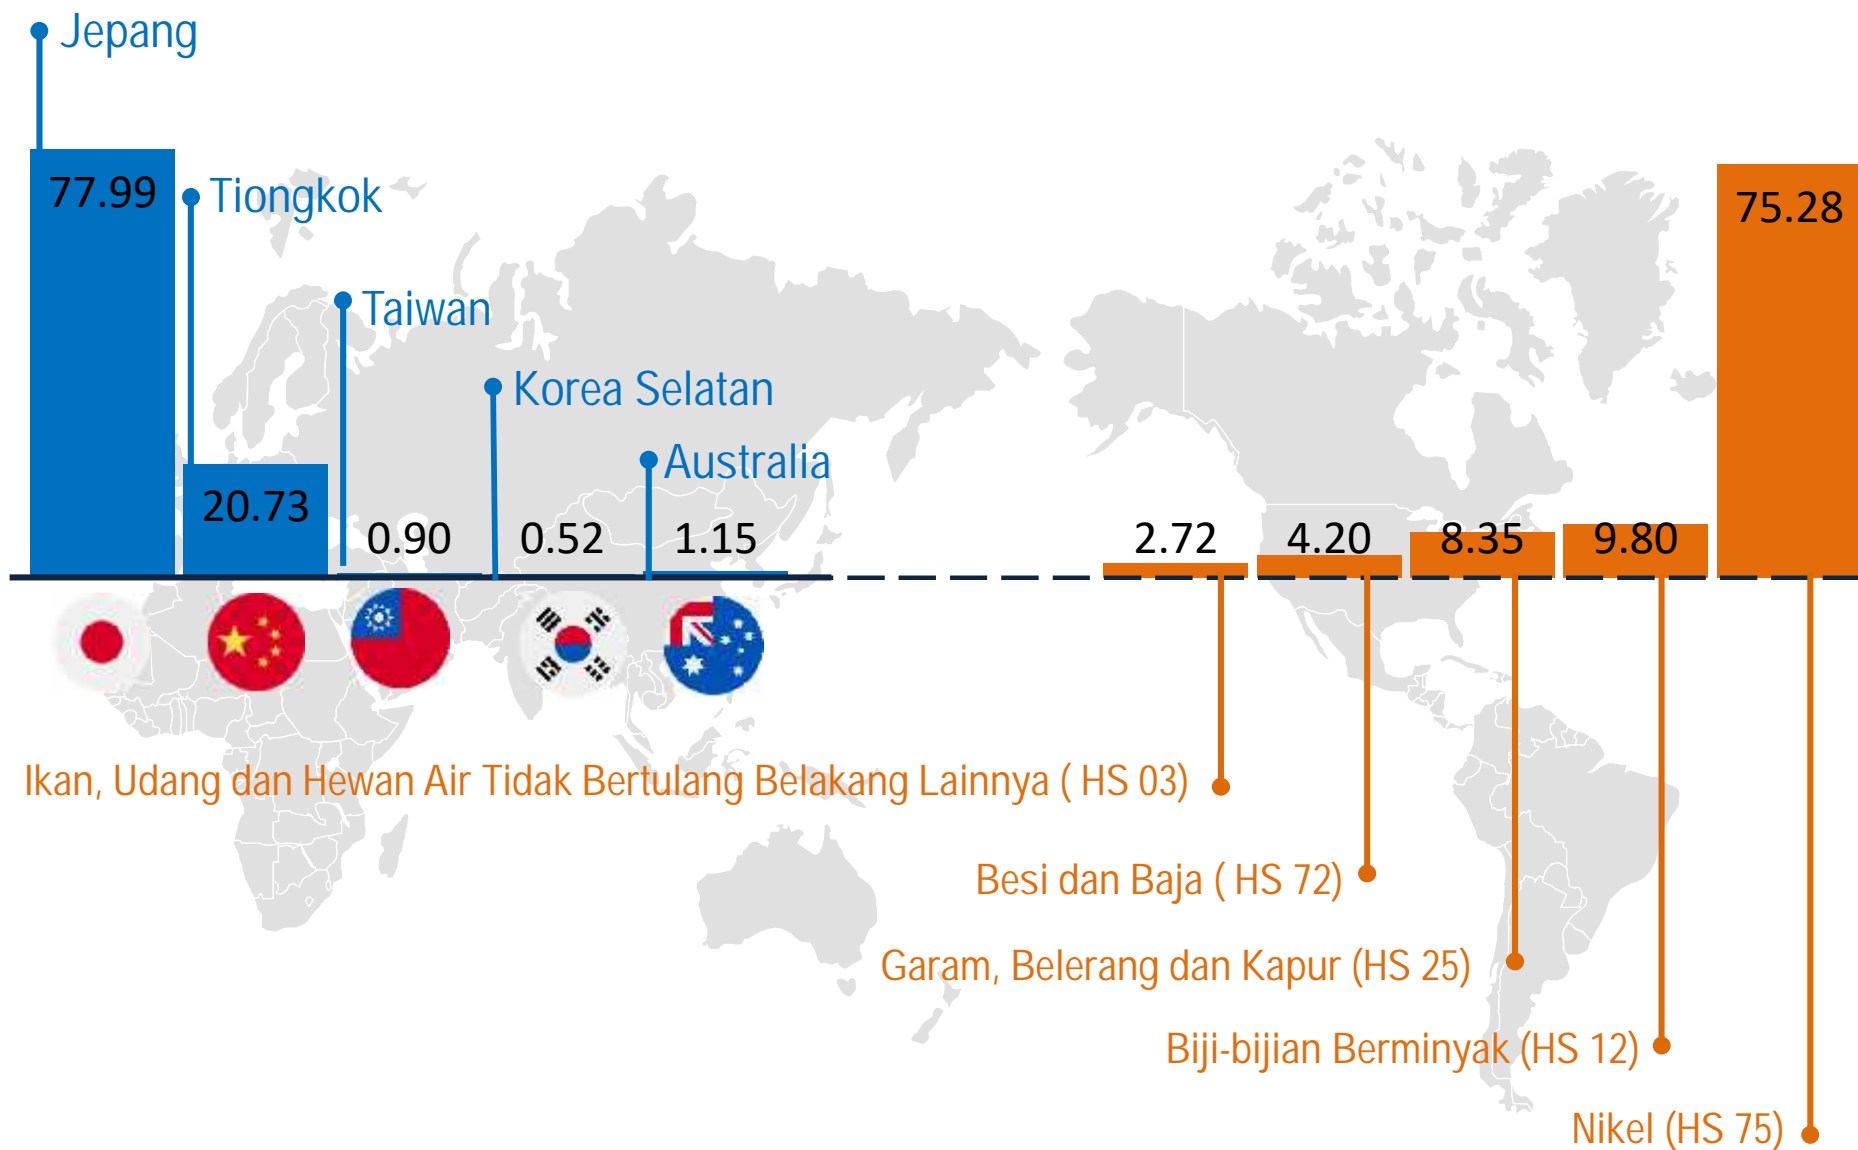 Jepang
77.99
Tiongkok
75.28
Taiwan
Korea Selatan
Australia
20.73
0.90
0.52
1.15
2.72
4.20
8.35
9.80
Ikan, Udang dan Hewan Air Tidak Bertulang Belakang Lainnya ( HS 03)
Besi dan Baja ( HS 72)
Garam, Belerang dan Kapur (HS 25)
Biji-bijian Berminyak (HS 12)
Nikel (HS 75)